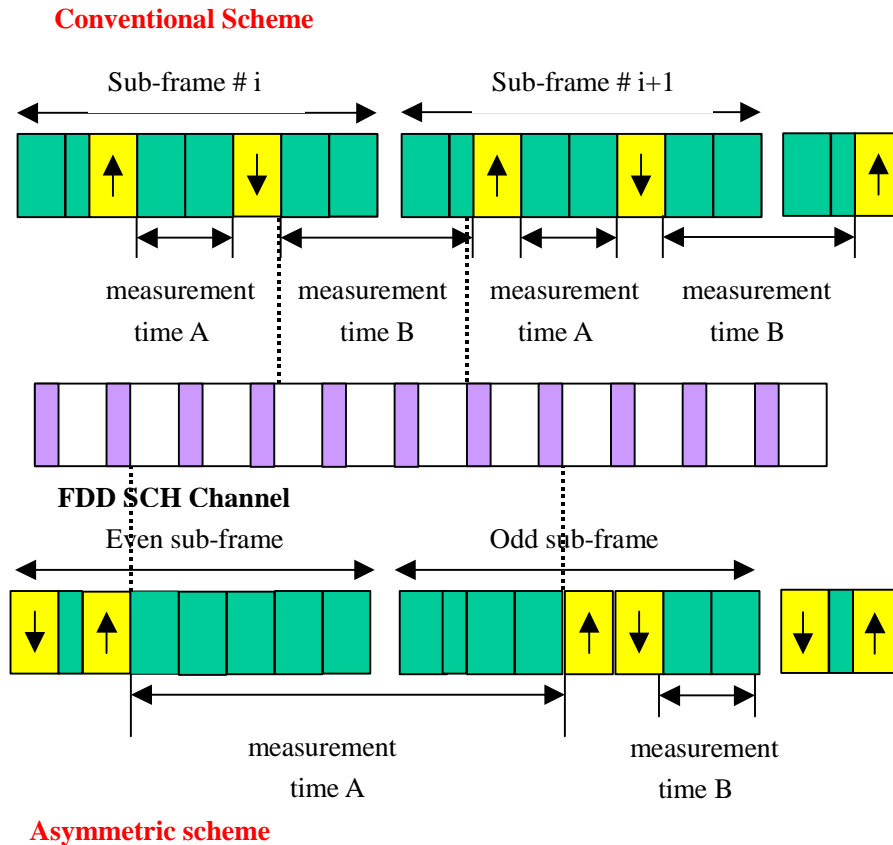 Conventional Scheme
Sub-frame # i
Sub-frame # i+1
measurement
time A
measurement
time B
measurement
time A
measurement
time B
FDD SCH Channel
Even sub-frame
Odd sub-frame
measurement
time A
measurement
time B
Asymmetric scheme